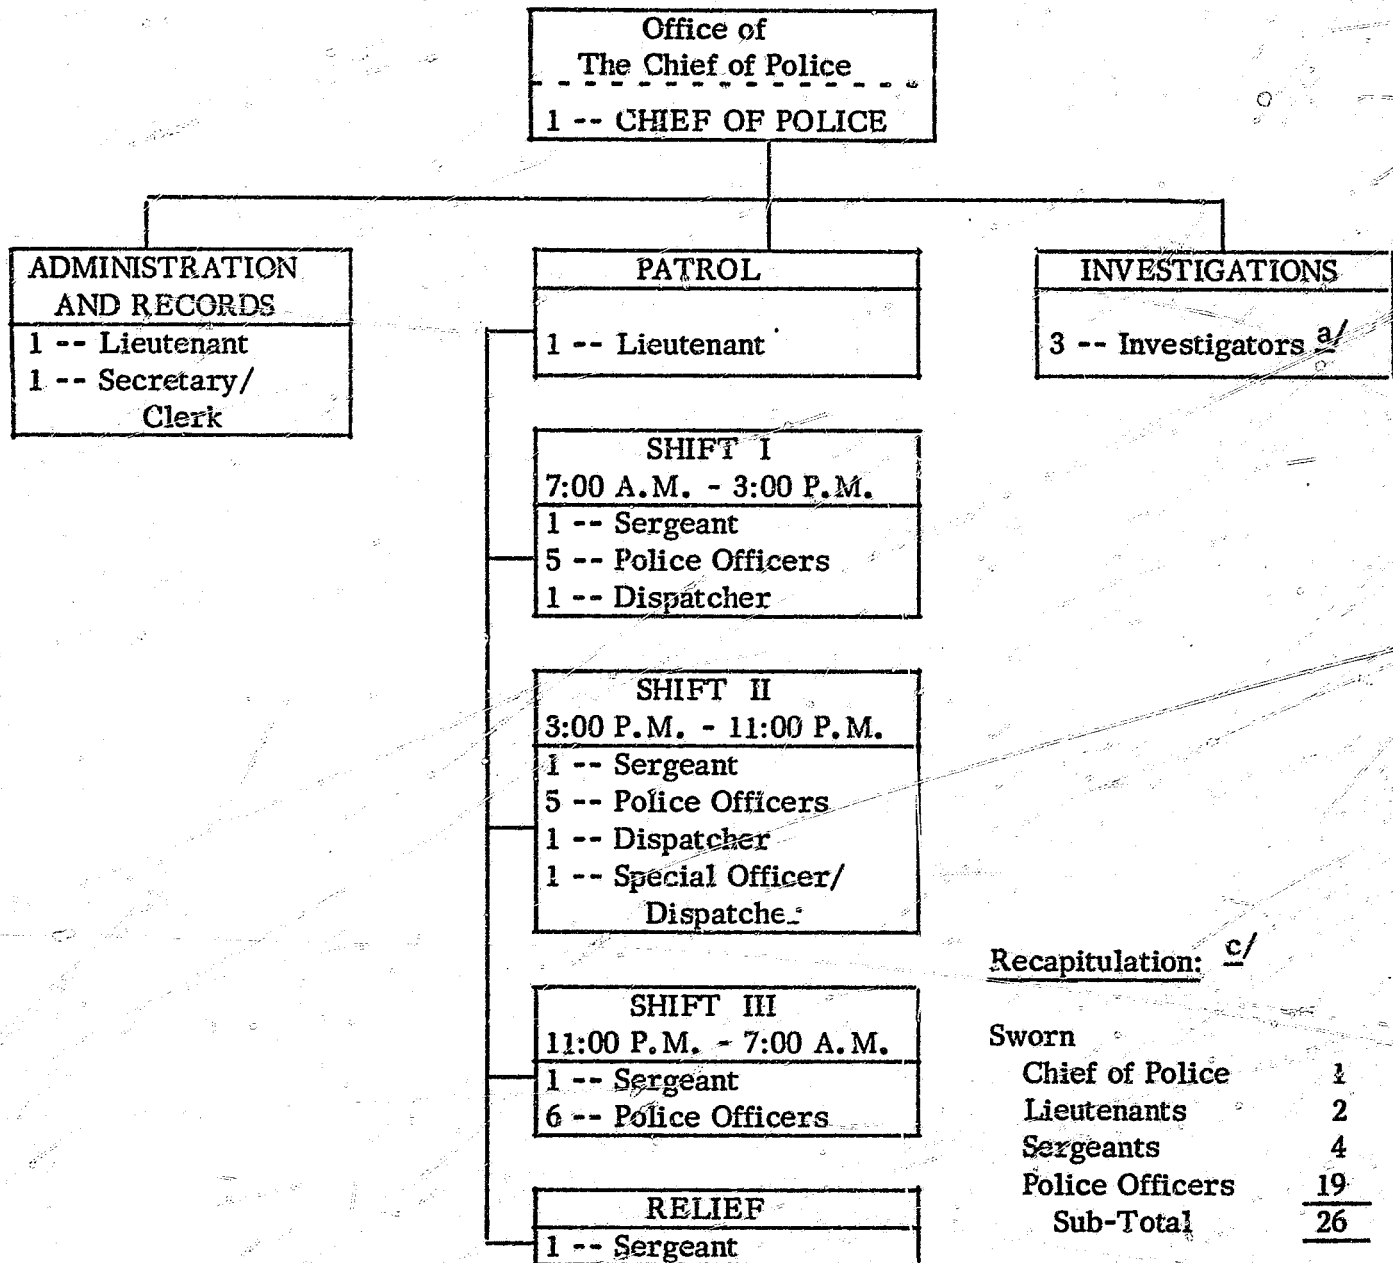 Office of
The Chief of Police
1 -- CHIEF OF POLICE
ADMINISTRATION
AND RECORDS
1 -- Lieutenant
1 -- Secretary/
Clerk
PATROL
1 -- Lieutenant
INVESTIGATIONS
3 -- Investigators a/
SHIFT I
7:00 A.M. - 3:00 P.M.
1 -- Sergeant
5 -- Police Officers
1 -- Dispatcher
SHIFT II
3:00 P.M. - 11:00 P.M.
1 -- Sergeant
5 -- Police Officers
1 -- Dispatcher
1 -- Special Officer/
Dispatche
SHIFT III
11:00 P.M. - 7:00 A.M.
1 -- Sergeant
6 -- Police Officers
RELIEF
1 -- Sergeant
Recapitulation: c/
Sworn
Chief of Police 1
Lieutenants 2
Sergeants 4
Police Officers 19
Sub-Total 26